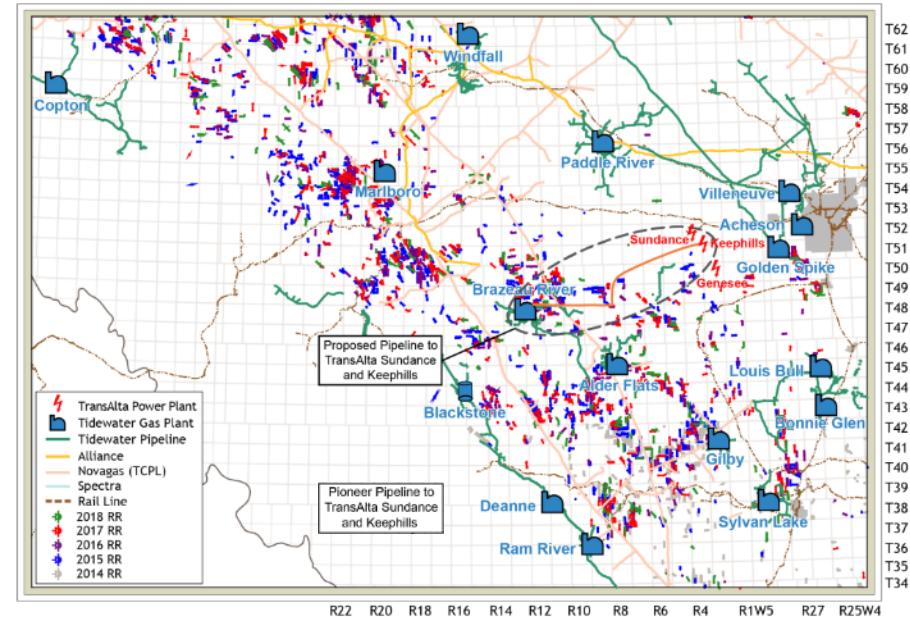 T62
T61
T60
T59
T58
T57
T56
T55
T54
T53
T52
T51
T50
T49
T48
T47
T46
T45
T44
T43
T42
T41
T40
T39
T38
T37
T36
T35
T34
Windfall
Copton
Paddle River
Marlboro
Villeneuve
Acheson
Sundance
Keephills
Golden Spike
Genesee
Brazeau River
Proposed Pipeline to
TransAlta Sundance
and Keephills
Alder Flats
Louis Bull
Blackstone
Bonnie Glen
Gilby
TransAlta Power Plant
Tidewater Gas Plant
Tidewater Pipeline
Alliance
Novagas (TCPL)
Spectra
Rail Line
2018 RR
2017 RR
2016 RR
2015 RR
2014 RR
Pioneer Pipeline to
TransAlta Sundance
and Keephills
Deanne
Sylvan Lake
Ram River
R22 R20 R18 R16 R14 R12 R10 R8 R6 R4 R1W5 R27 R25W4